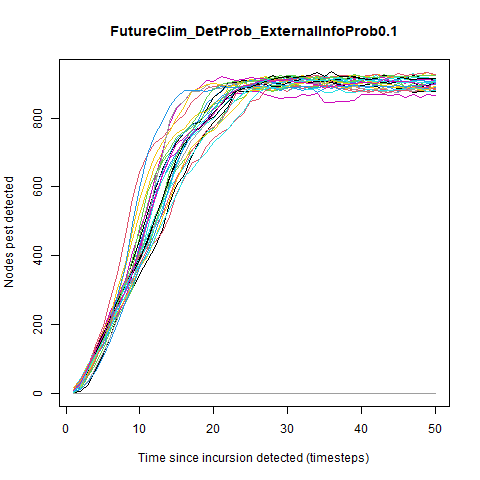 FutureClim_DetProb_ExternalInfoProb0.1
Nodes pest detected
800
600
400
200
0
0 10 20 30 40 50
Time since incursion detected (timesteps)